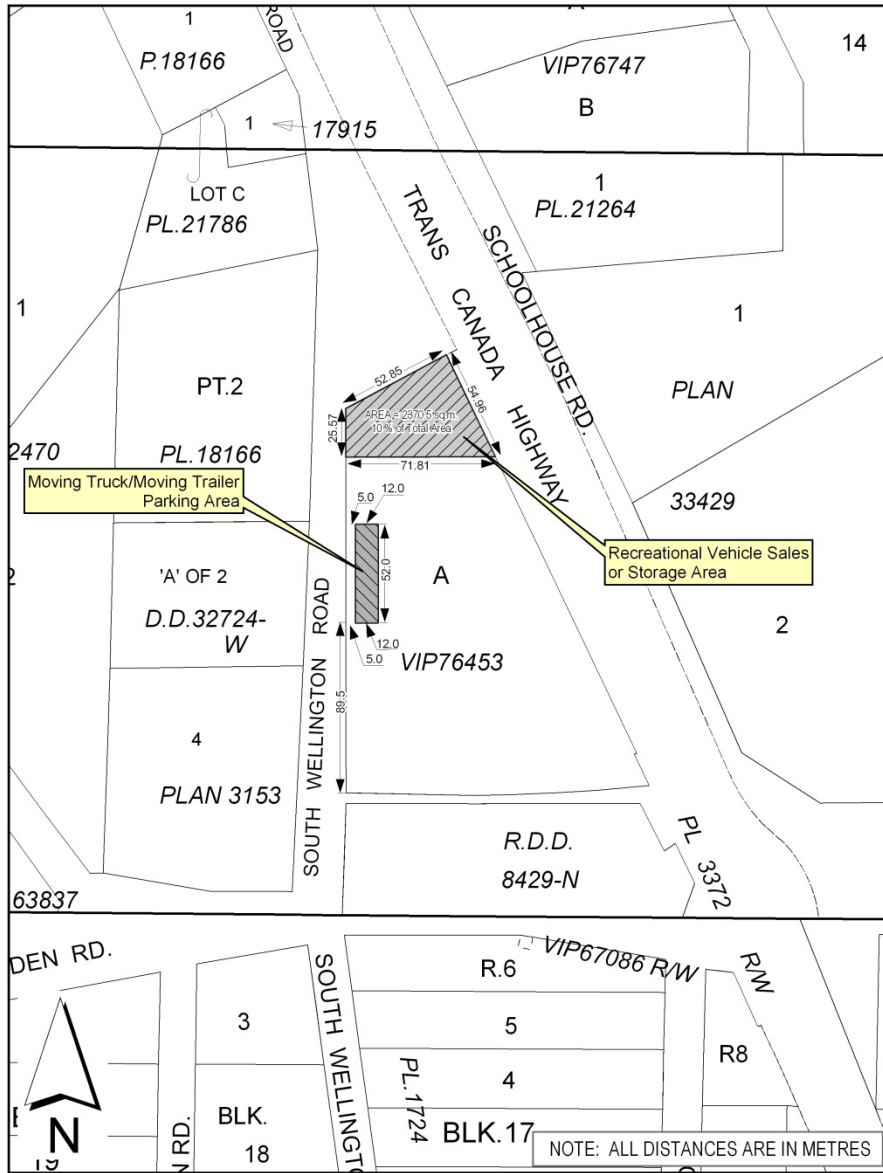 ROAD
1
P.18166
A
VIP76747
B
14
1
17915
LOT C
PL.21786
1
PL.21264
TRANS CANADA HIGHWAY
SCHOOLHOUSE RD.
1
1
PLAN
33429
PT.2
PL.18166
2470
52.85
54.96
25.57
AREA = 2370.5 sq.m.
10 % of Total Area
71.81
Moving Truck/Moving Trailer
Parking Area
5.0
12.0
52.0
Recreational Vehicle Sales
or Storage Area
'A' OF 2
D.D.32724-
W
2
A
VIP76453
12.0
5.0
89.5
2
SOUTH WELLINGTON ROAD
4
PLAN 3153
R.D.D.
8429-N
PL 3372
63837
DEN RD.
SOUTH WELLINGTO
R.6
VIP67086 R/W
R/W
3
5
4
R8
PL.1724
BLK.
18
BLK.17
N RD.
N
19
NOTE: ALL DISTANCES ARE IN METRES